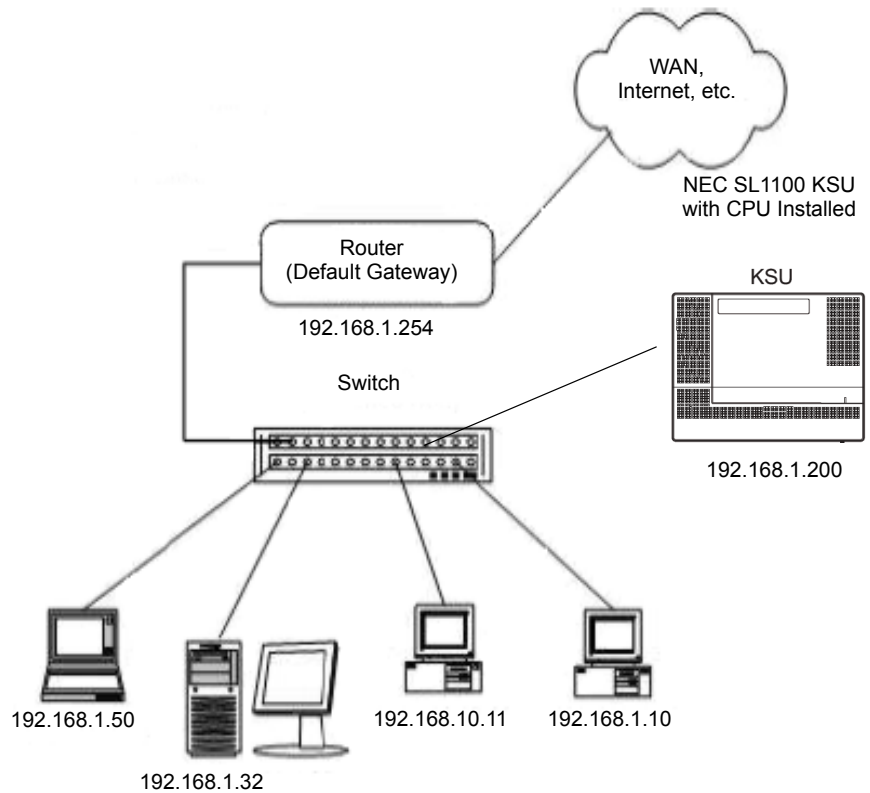 WAN,
Internet, etc.
NEC SL1100 KSU
with CPU Installed
Router
(Default Gateway)
KSU
192.168.1.254
Switch
192.168.1.200
192.168.1.50
192.168.10.11
192.168.1.10
192.168.1.32